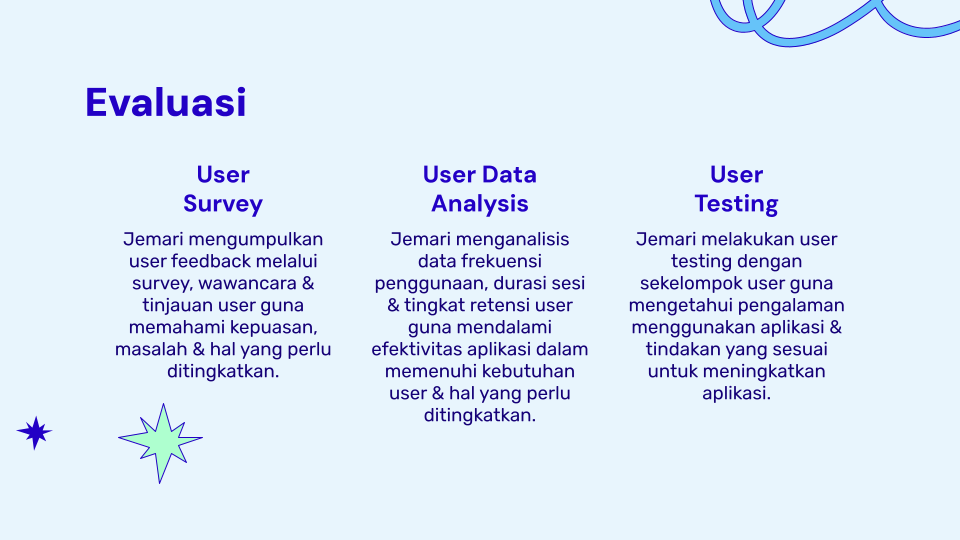 Evaluasi
User
Survey
Jemari mengumpulkan
user feedback melalui
survey, wawancara &
tinjauan user guna
memahami kepuasan,
masalah & hal yang perlu
ditingkatkan.
User Data
Analysis
Jemari menganalisis
data frekuensi
penggunaan, durasi sesi
& tingkat retensi user
guna mendalami
efektivitas aplikasi dalam
memenuhi kebutuhan
user & hal yang perlu
ditingkatkan.
User
Testing
Jemari melakukan user
testing dengan
sekelompok user guna
mengetahui pengalaman
menggunakan aplikasi &
tindakan yang sesuai
untuk meningkatkan
aplikasi.